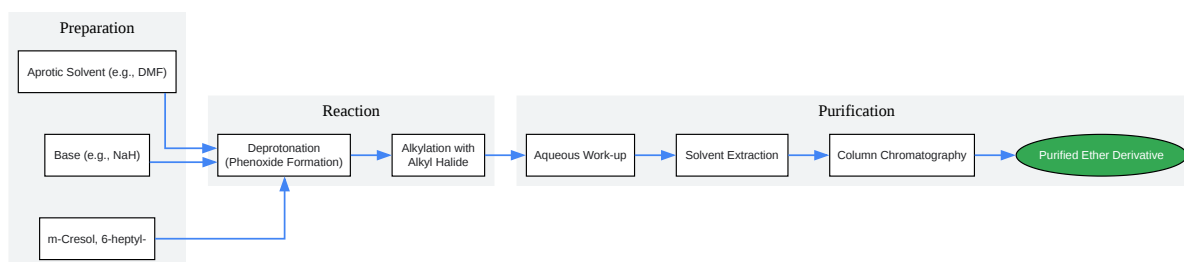 Preparation
Aprotic Solvent (e.g., DMF)
Base (e.g., NaH)
m-Cresol, 6-heptyl-
Reaction
Deprotonation
(Phenoxide Formation)
Alkylation with
Alkyl Halide
Purification
Aqueous Work-up
Solvent Extraction
Column Chromatography
Purified Ether Derivative